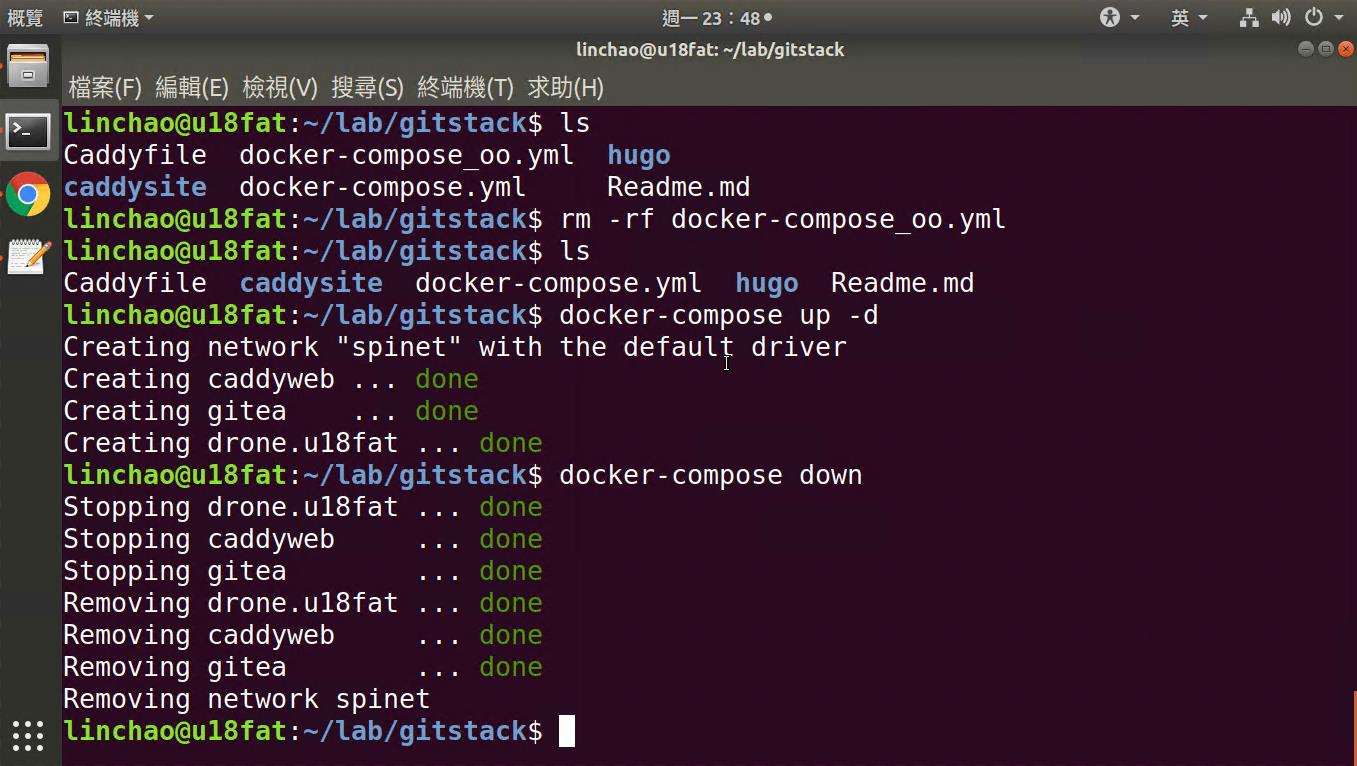 概覽 終端機 週一 23：48 英
linchao@u18fat: ~/lab/gitstack
檔案(F) 編輯(E) 檢視(V) 搜尋(S) 終端機(T) 求助(H)
linchao@u18fat:~/lab/gitstack$ ls
Caddyfile docker-compose_oo.yml hugo
caddysite docker-compose.yml Readme.md
linchao@u18fat:~/lab/gitstack$ rm -rf docker-compose_oo.yml
linchao@u18fat:~/lab/gitstack$ ls
Caddyfile caddysite docker-compose.yml hugo Readme.md
linchao@u18fat:~/lab/gitstack$ docker-compose up -d
Creating network "spinet" with the default driver
Creating caddyweb ... done
Creating gitea ... done
Creating drone.u18fat ... done
linchao@u18fat:~/lab/gitstack$ docker-compose down
Stopping drone.u18fat ... done
Stopping caddyweb ... done
Stopping gitea ... done
Removing drone.u18fat ... done
Removing caddyweb ... done
Removing gitea ... done
Removing network spinet
linchao@u18fat:~/lab/gitstack$